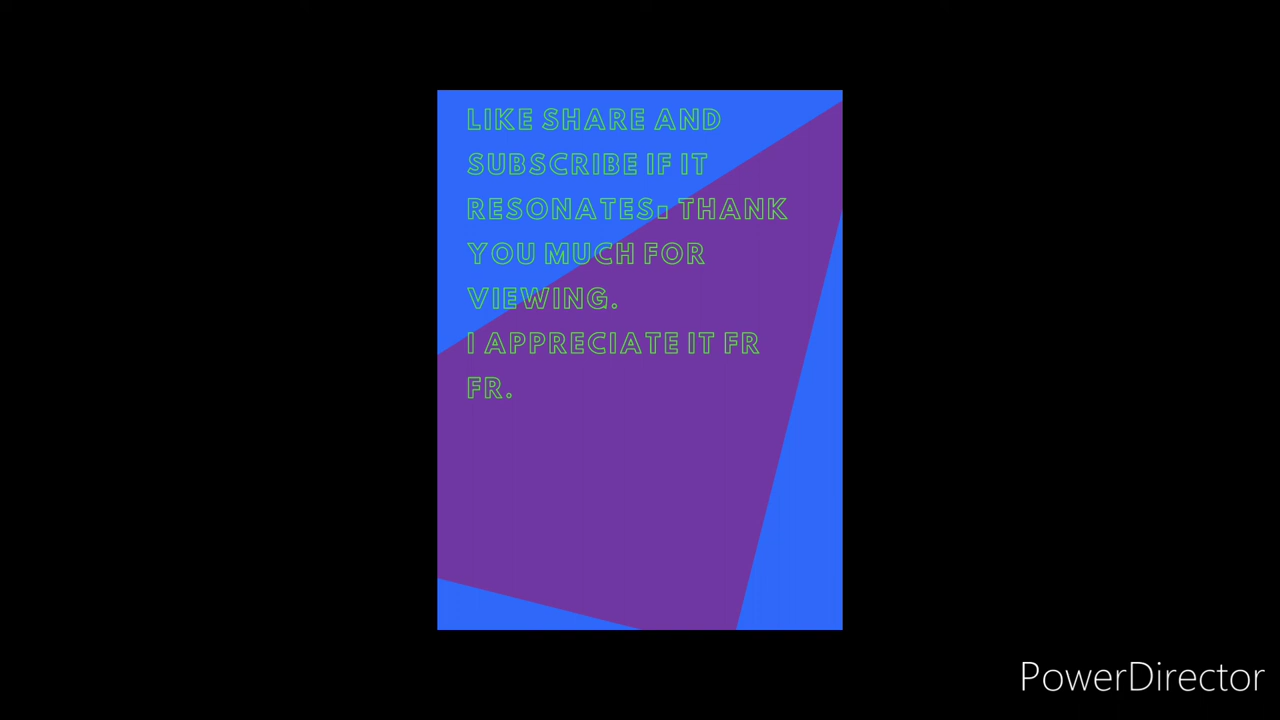 LIKE SHARE AND
SUBSCRIBE IF IT
RESONATES▯ THANK
YOU MUCH FOR
VIEWING.
I APPRECIATE IT FR
FR.
PowerDirector